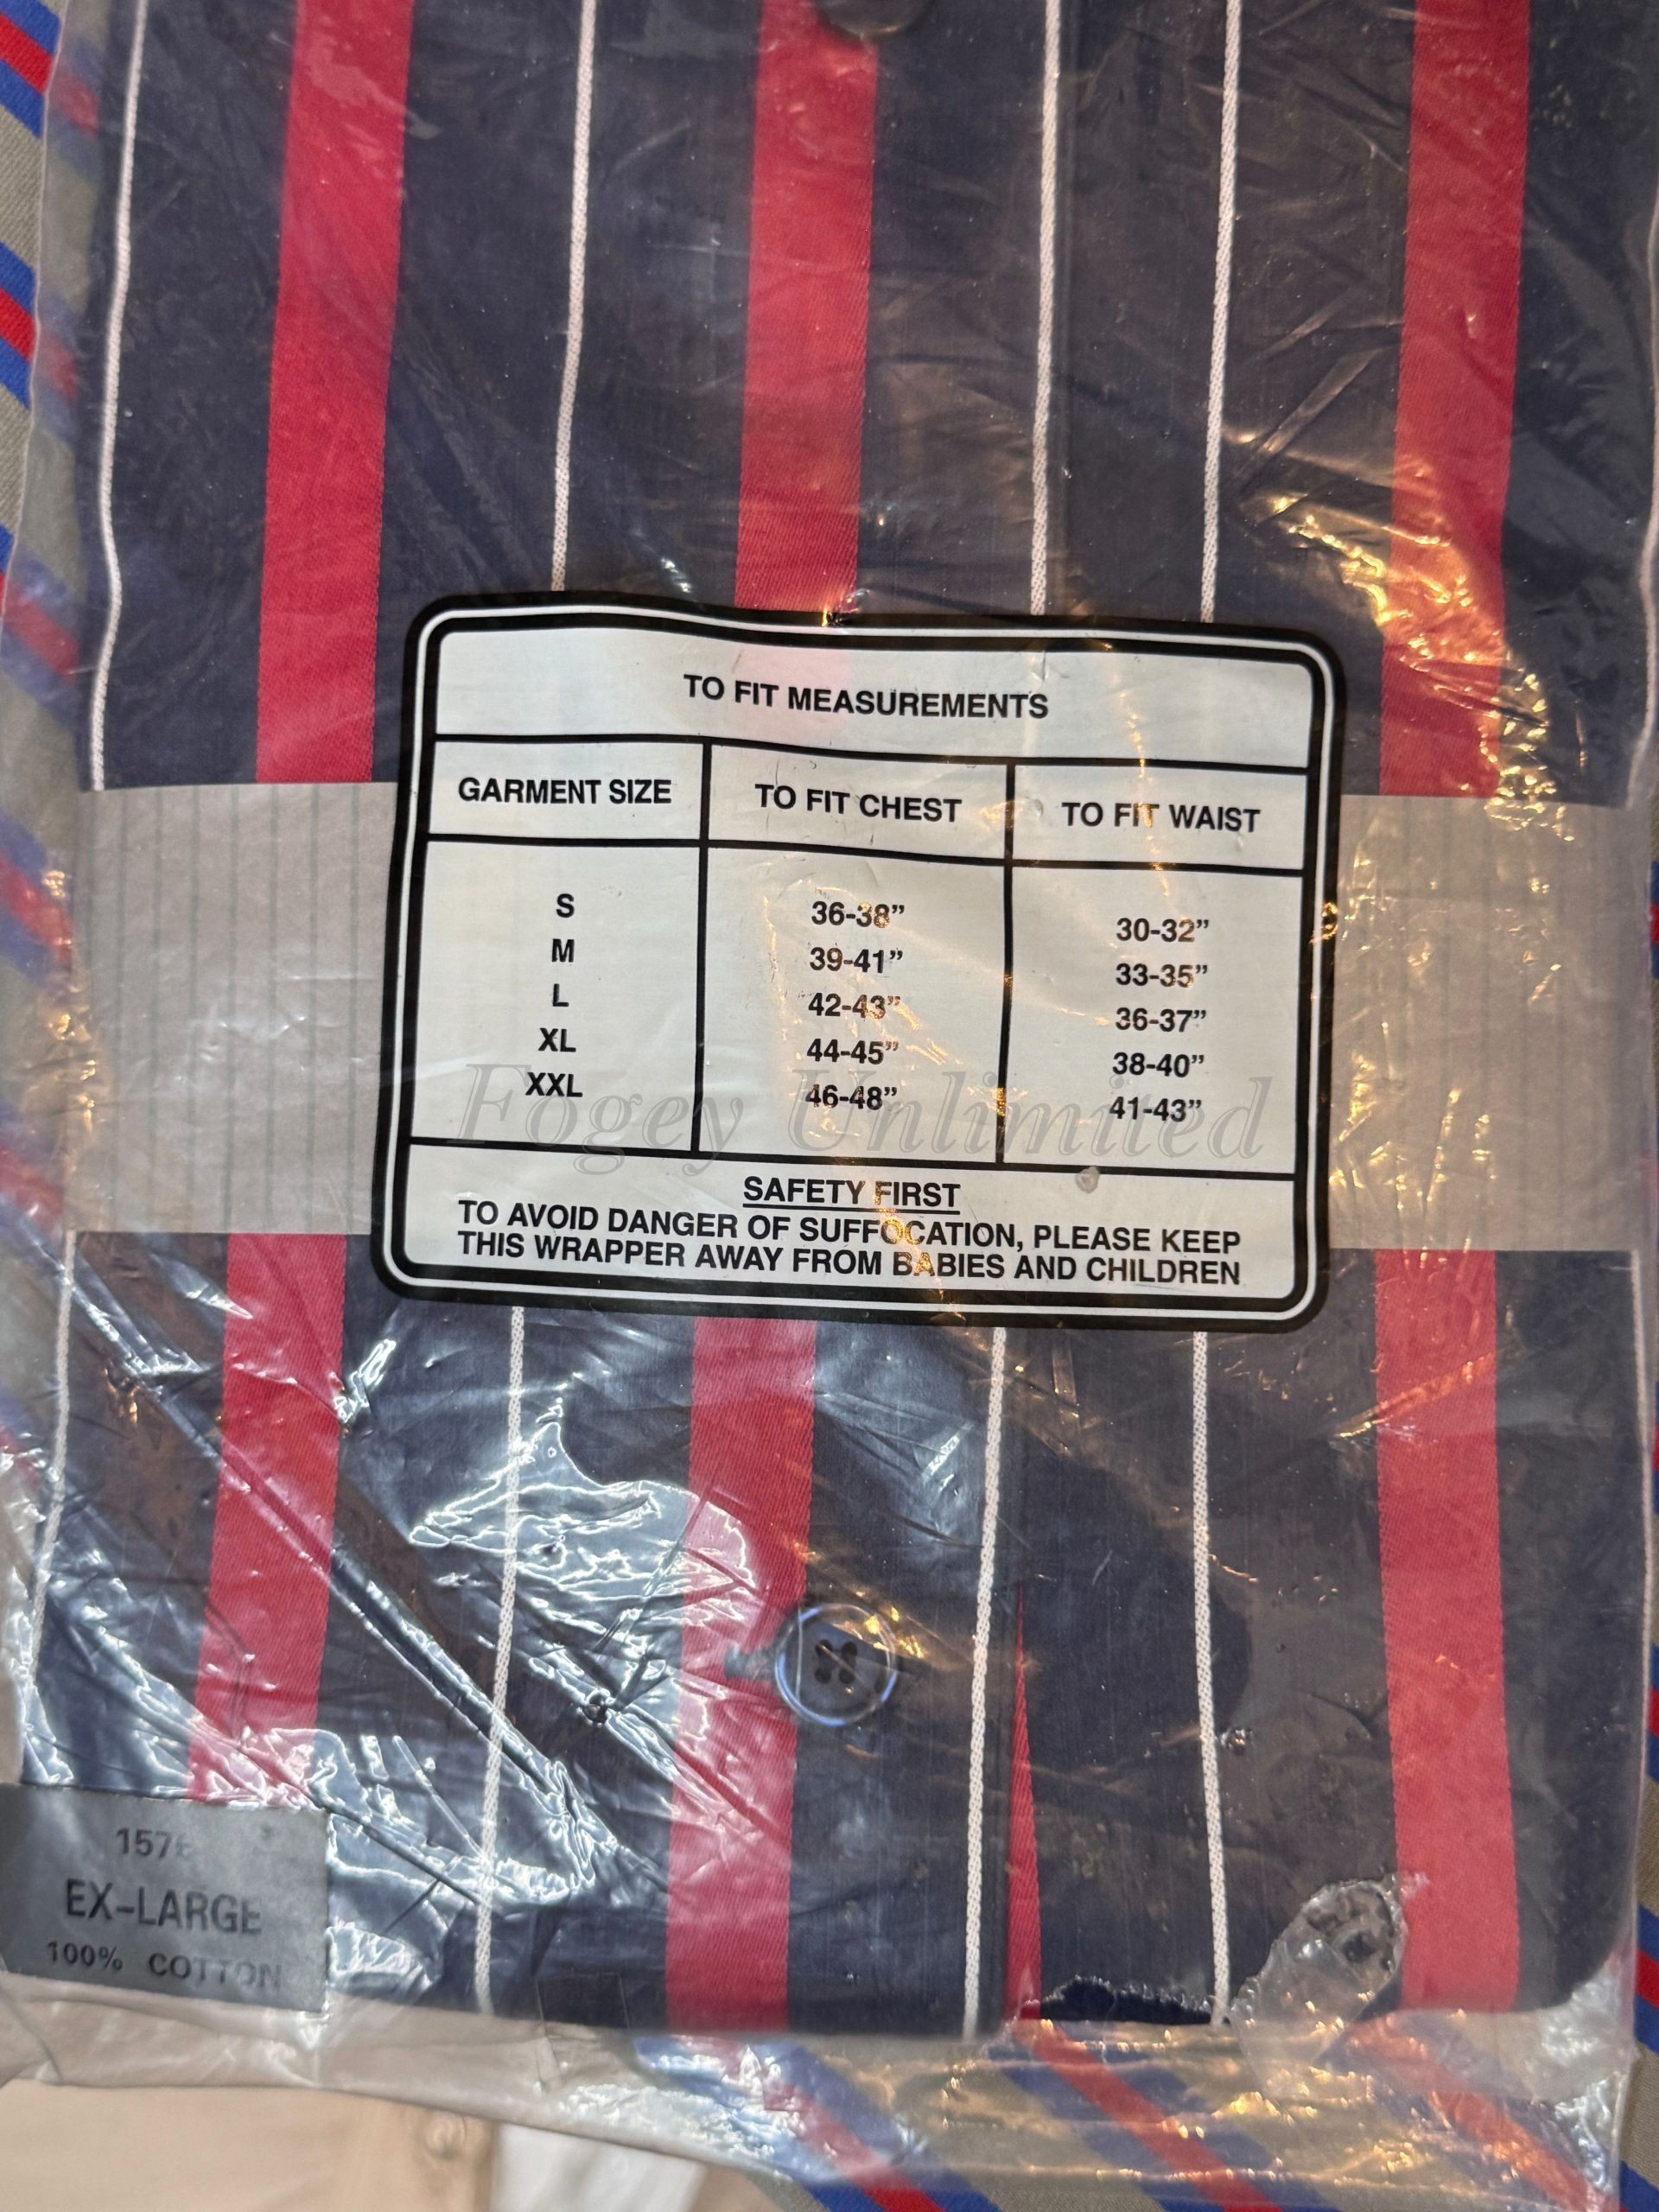 TO FIT MEASUREMENTS
GARMENT SIZE TO FIT CHEST TO FIT WAIST
S 36-38” 30-32”
M 39-41” 33-35”
L 42-43” 36-37”
XL 44-45” 38-40”
XXL 46-48” 41-43”
Fogey Unlimited
SAFETY FIRST
TO AVOID DANGER OF SUFFOCATION, PLEASE KEEP
THIS WRAPPER AWAY FROM BABIES AND CHILDREN
EX-LARGE
100% COTTON